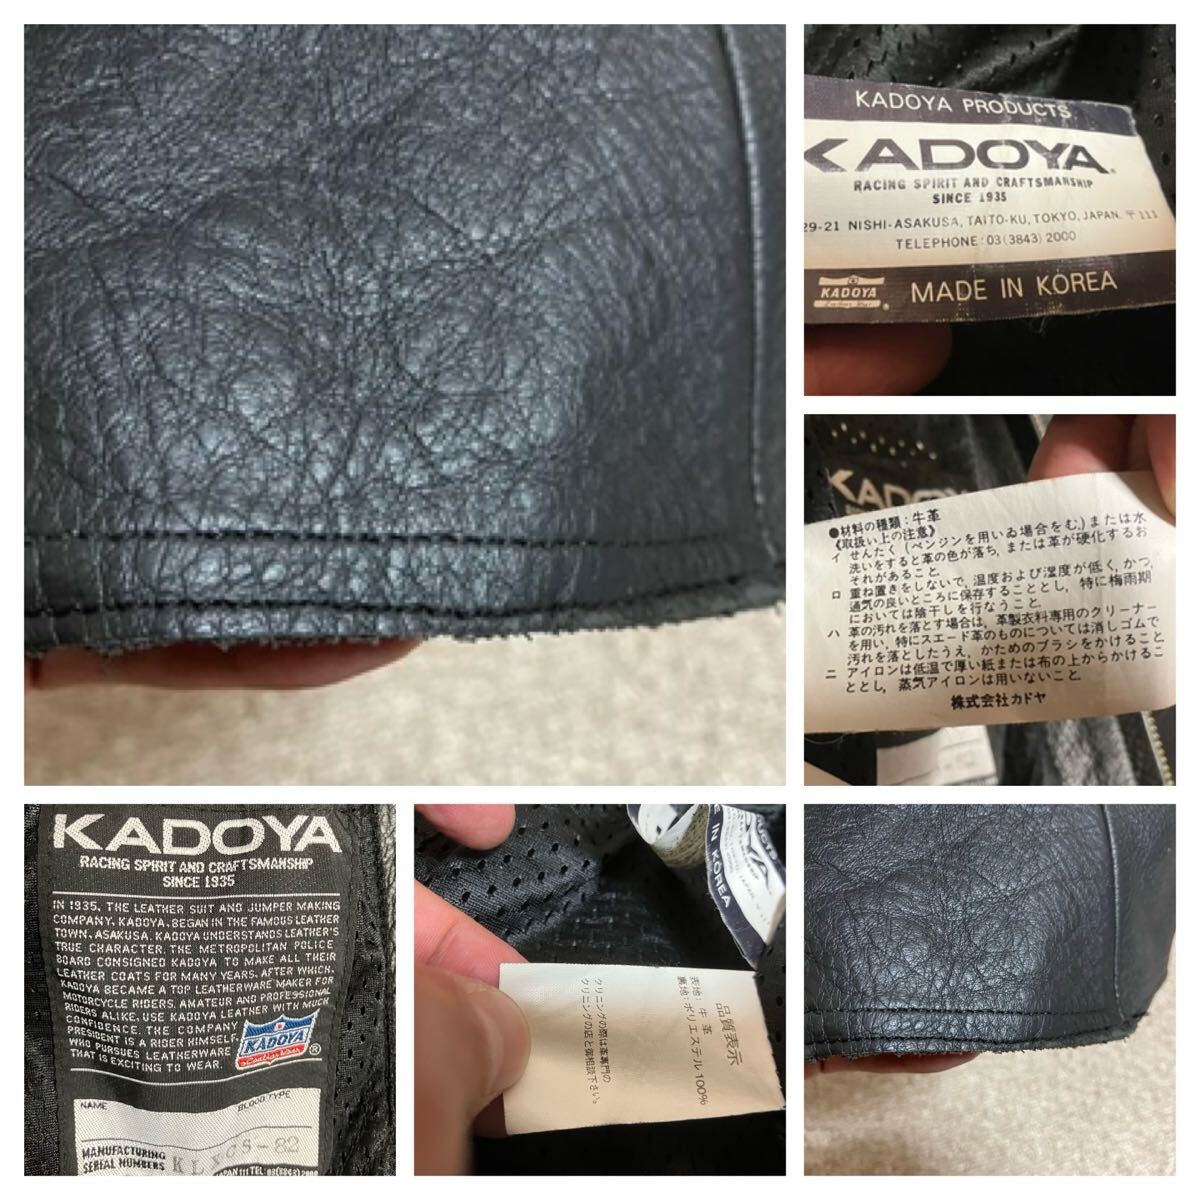 KADOYA PRODUCTS
KADOYA
RACING SPIRIT AND CRAFTSMANSHIP
SINCE 1935
29-21 NISHI-ASAKUSA, TAITO-KU, TOKYO, JAPAN. 〒111
TELEPHONE: 03(3843)2000
KADOYA
MADE IN KOREA
KADOYA
●材料の種類:牛革
《取扱い上の注意》
イ せんたく(ベンジンを用いる場合をむ.)または水
洗いをすると革の色が落ち,または革が硬化するお
それがあること.
ロ 重ね置きをしないで,温度および湿度が低く,かつ,
通気の良いところに保存することとし,特に梅雨期
においては陰干しを行なうこと.
ハ 革の汚れを落とす場合は,革製衣料専用のクリーナー
を用い,特にスエード革のものについては消しゴムで
汚れを落としたうえ,かためのブラシをかけること
ニ アイロンは低温で厚い紙または布の上からかけるこ
ととし,蒸気アイロンは用いないこと.
株式会社カドヤ
KADOYA
RACING SPIRIT AND CRAFTSMANSHIP
SINCE 1935
IN 1935, THE LEATHER SUIT AND JUMPER MAKING
COMPANY, KADOYA, BEGAN IN THE FAMOUS LEATHER
TOWN, ASAKUSA. KADOYA UNDERSTANDS LEATHER'S
TRUE CHARACTER. THE METROPOLITAN POLICE
BOARD CONSIGNED KADOYA TO MAKE ALL THEIR
LEATHER COATS FOR MANY YEARS. AFTER WHICH,
KADOYA BECAME A TOP LEATHERWARE MAKER FOR
MOTORCYCLE RIDERS. AMATEUR AND PROFESSIONAL
RIDERS ALIKE, USE KADOYA LEATHER WITH MUCH
CONFIDENCE. THE COMPANY
PRESIDENT IS A RIDER HIMSELF,
WHO PURSUES LEATHERWARE
THAT IS EXCITING TO WEAR.
KADOYA
NAME
BLOOD TYPE
MANUFACTURING
SERIAL NUMBERS
S-82
JAPAN 111 TEL: 03(3843)2000
IN KOREA
品質表示
表地:牛革
裏地:ポリエステル100%
クリニングの際は革専門の
クリニングの店と御相談下さい。